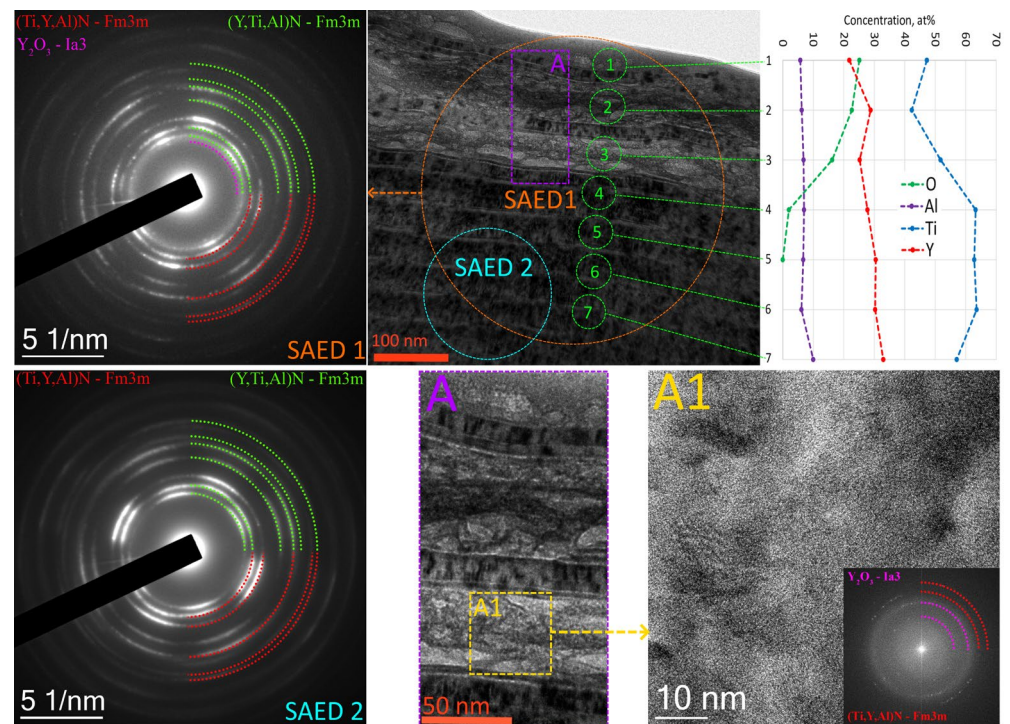 (Ti,Y,Al)N - Fm3m
(Y,Ti,Al)N - Fm3m
Y2O3 - Ia3
5 1/nm
SAED 1
A
1
2
3
4
5
6
7
SAED1
SAED 2
100 nm
Concentration, at%
0 10 20 30 40 50 60 70
1
2
3
4
5
6
7
O
Al
Ti
Y
(Ti,Y,Al)N - Fm3m
(Y,Ti,Al)N - Fm3m
5 1/nm
SAED 2
A
A1
50 nm
A1
10 nm
Y2O3 - Ia3
(Ti,Y,Al)N - Fm3m